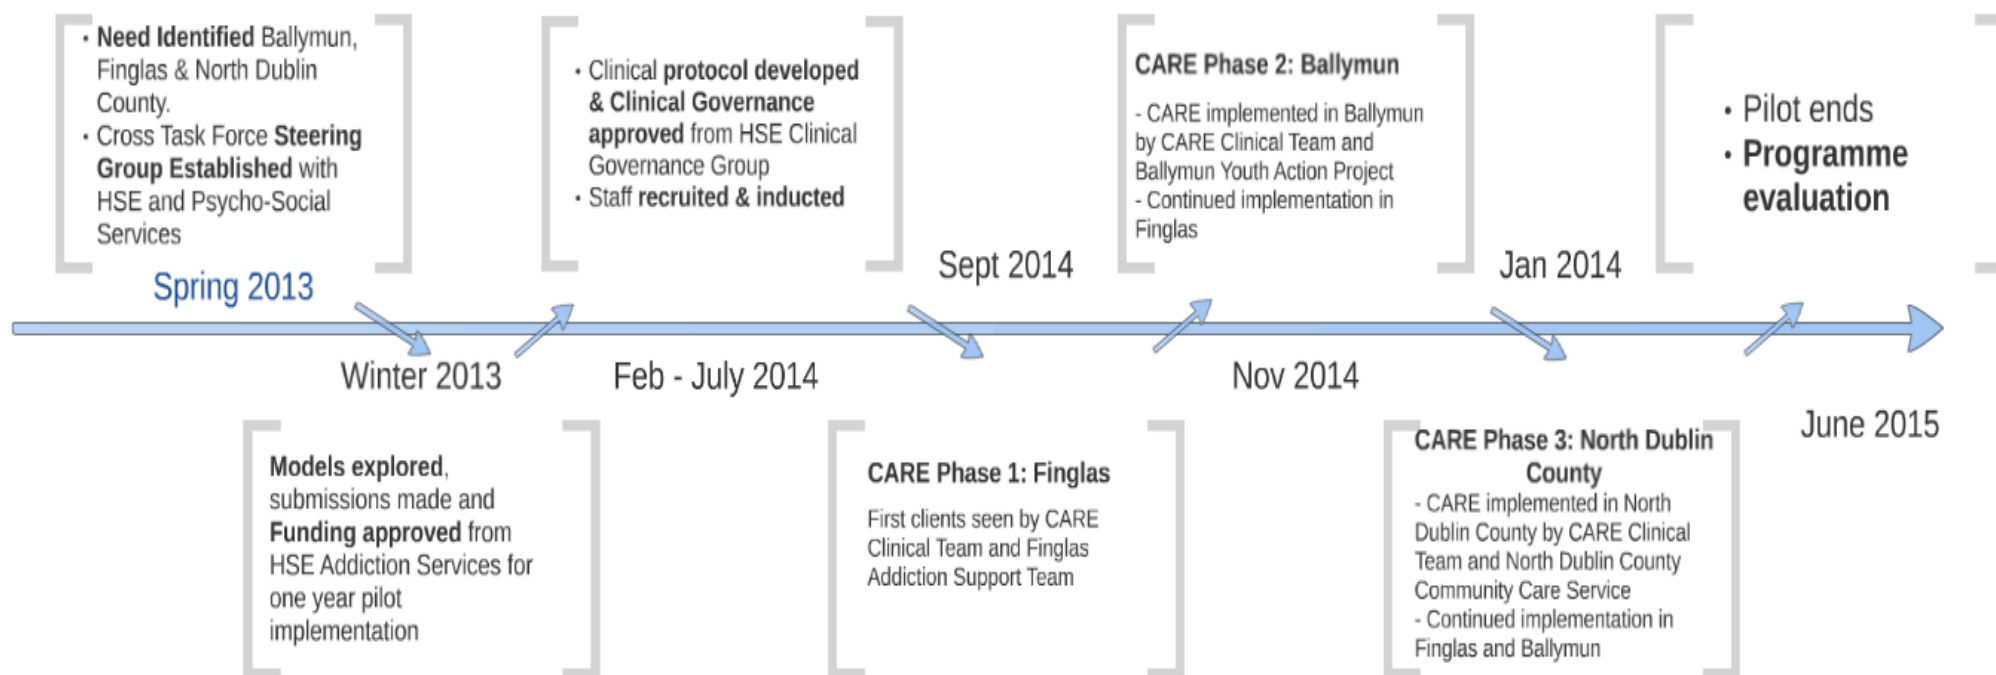 • Need Identified Ballymun,
Finglas & North Dublin
County.
• Cross Task Force Steering
Group Established with
HSE and Psycho-Social
Services
Spring 2013
Winter 2013
Models explored,
submissions made and
Funding approved from
HSE Addiction Services for
one year pilot
implementation
• Clinical protocol developed
& Clinical Governance
approved from HSE Clinical
Governance Group
• Staff recruited & inducted
Feb - July 2014
Sept 2014
CARE Phase 1: Finglas
First clients seen by CARE
Clinical Team and Finglas
Addiction Support Team
CARE Phase 2: Ballymun
- CARE implemented in Ballymun
by CARE Clinical Team and
Ballymun Youth Action Project
- Continued implementation in
Finglas
Nov 2014
Jan 2014
CARE Phase 3: North Dublin
County
- CARE implemented in North
Dublin County by CARE Clinical
Team and North Dublin County
Community Care Service
- Continued implementation in
Finglas and Ballymun
• Pilot ends
• Programme
evaluation
June 2015